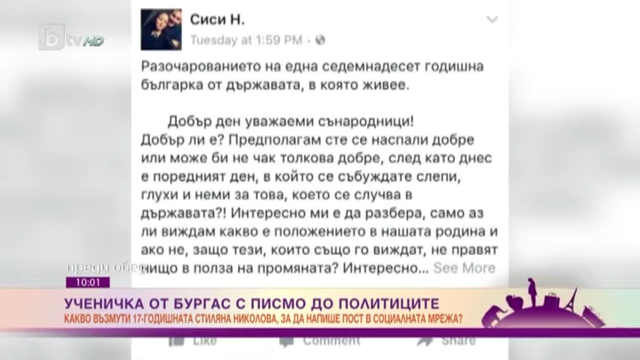 btv HD
Сиси Н.
Tuesday at 1:59 PM
Разочарованието на една седемнадесет годишна
българка от държавата, в която живее.
Добър ден уважаеми сънародници!
Добър ли е? Предполагам сте се наспали добре
или може би не чак толкова добре, след като днес
е поредният ден, в който се събуждате слепи,
глухи и неми за това, което се случва в
държавата?! Интересно ми е да разбера, само аз
ли виждам какво е положението в нашата родина и
ако не, защо тези, които също го виждат, не правят
нищо в полза на промяната? Интересно... See More
преди обед
10:01
УЧЕНИЧКА ОТ БУРГАС С ПИСМО ДО ПОЛИТИЦИТЕ
КАКВО ВЪЗМУТИ 17-ГОДИШНАТА СТИЛЯНА НИКОЛОВА, ЗА ДА НАПИШЕ ПОСТ В СОЦИАЛНАТА МРЕЖА?
Like Comment Share